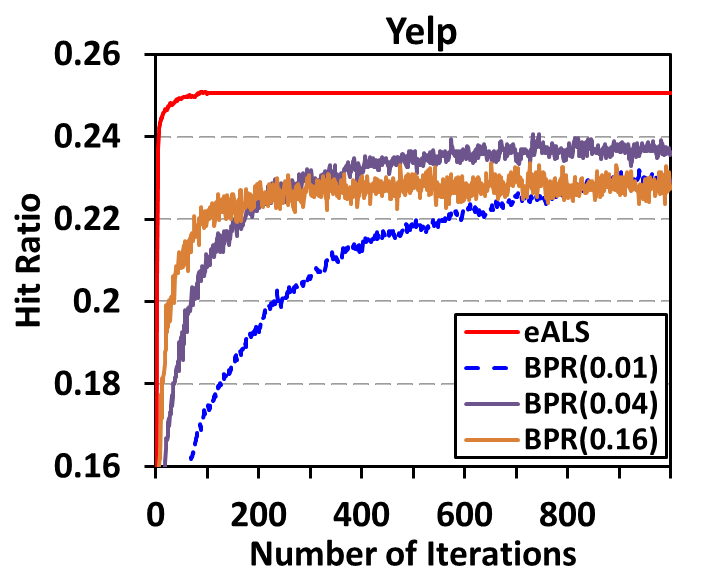 Yelp
Hit Ratio
0.26
0.24
0.22
0.2
0.18
0.16
0 200 400 600 800
Number of Iterations
eALS
BPR(0.01)
BPR(0.04)
BPR(0.16)